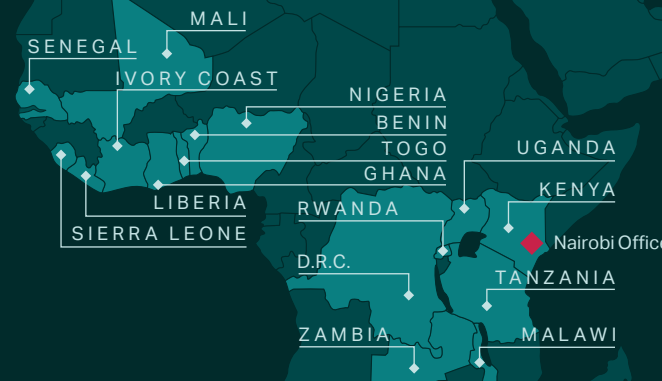 MALI
SENEGAL
IVORY COAST
NIGERIA
BENIN
TOGO
GHANA
UGANDA
KENYA
LIBERIA
RWANDA
SIERRA LEONE
Nairobi Office
D.R.C.
TANZANIA
ZAMBIA
MALAWI